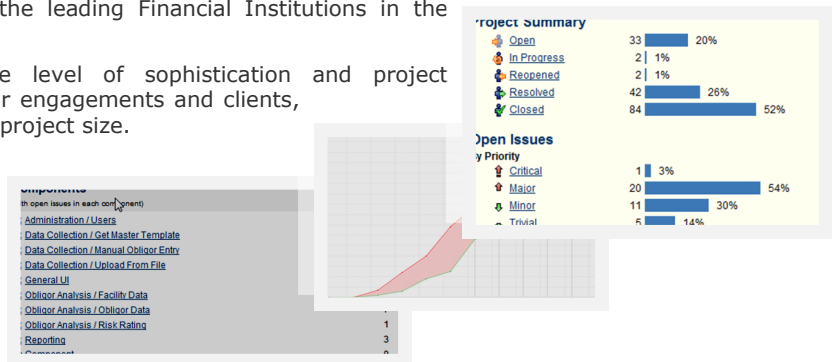 the leading Financial Institutions in the
level of sophistication and project
engagements and clients,
project size.
Project Summary
Open 33 20%
In Progress 2 1%
Reopened 2 1%
Resolved 42 26%
Closed 84 52%
Open Issues
By Priority
Critical 1 3%
Major 20 54%
Minor 11 30%
Trivial 5 14%
omponents
th open issues in each component)
Administration / Users
Data Collection / Get Master Template
Data Collection / Manual Obligor Entry
Data Collection / Upload From File
General UI
Obligor Analysis / Facility Data
Obligor Analysis / Obligor Data
Obligor Analysis / Risk Rating 1
Reporting 3
Component 0